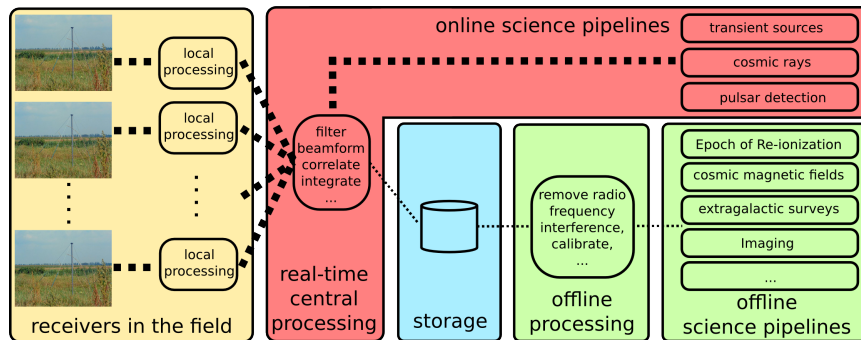 local
processing
local
processing
local
processing
receivers in the field
filter
beamform
correlate
integrate
...
real-time
central
processing
online science pipelines
transient sources
cosmic rays
pulsar detection
storage
remove radio
frequency
interference,
calibrate,
...
offline
processing
Epoch of Re-ionization
cosmic magnetic fields
extragalactic surveys
Imaging
...
offline
science pipelines